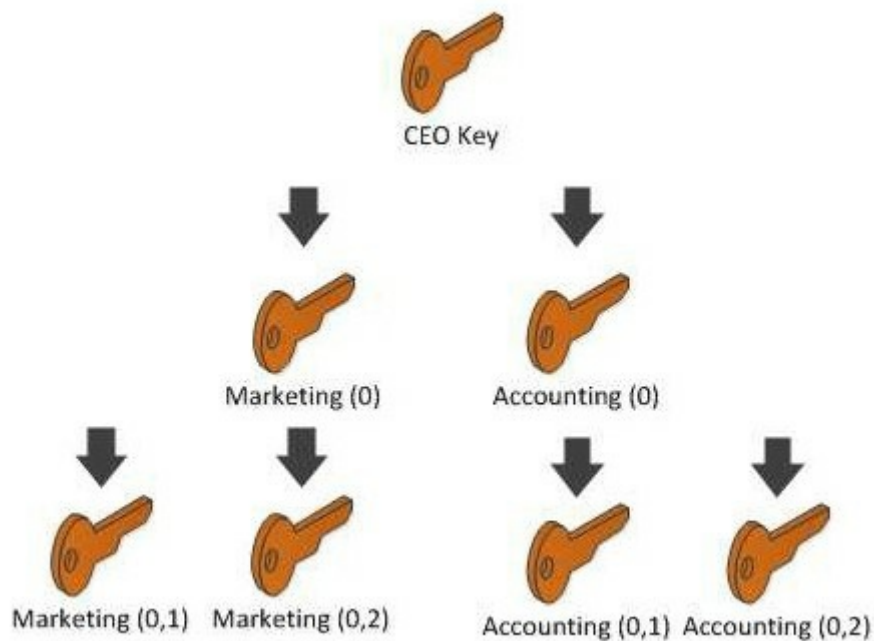 CEO Key
Marketing (0)
Accounting (0)
Marketing (0,1)
Marketing (0,2)
Accounting (0,1)
Accounting (0,2)